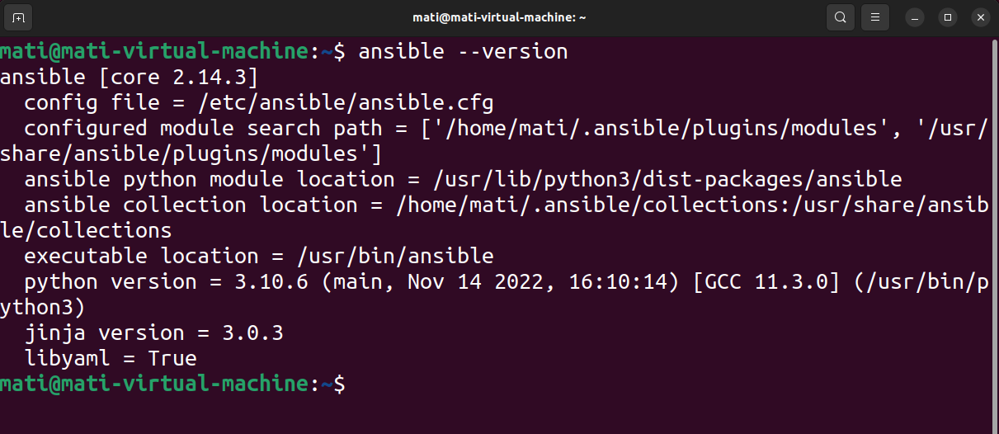 mati@mati-virtual-machine: ~
mati@mati-virtual-machine:~$ ansible --version
ansible [core 2.14.3]
  config file = /etc/ansible/ansible.cfg
  configured module search path = ['/home/mati/.ansible/plugins/modules', '/usr/
share/ansible/plugins/modules']
  ansible python module location = /usr/lib/python3/dist-packages/ansible
  ansible collection location = /home/mati/.ansible/collections:/usr/share/ansib
le/collections
  executable location = /usr/bin/ansible
  python version = 3.10.6 (main, Nov 14 2022, 16:10:14) [GCC 11.3.0] (/usr/bin/p
ython3)
  jinja version = 3.0.3
  libyaml = True
mati@mati-virtual-machine:~$